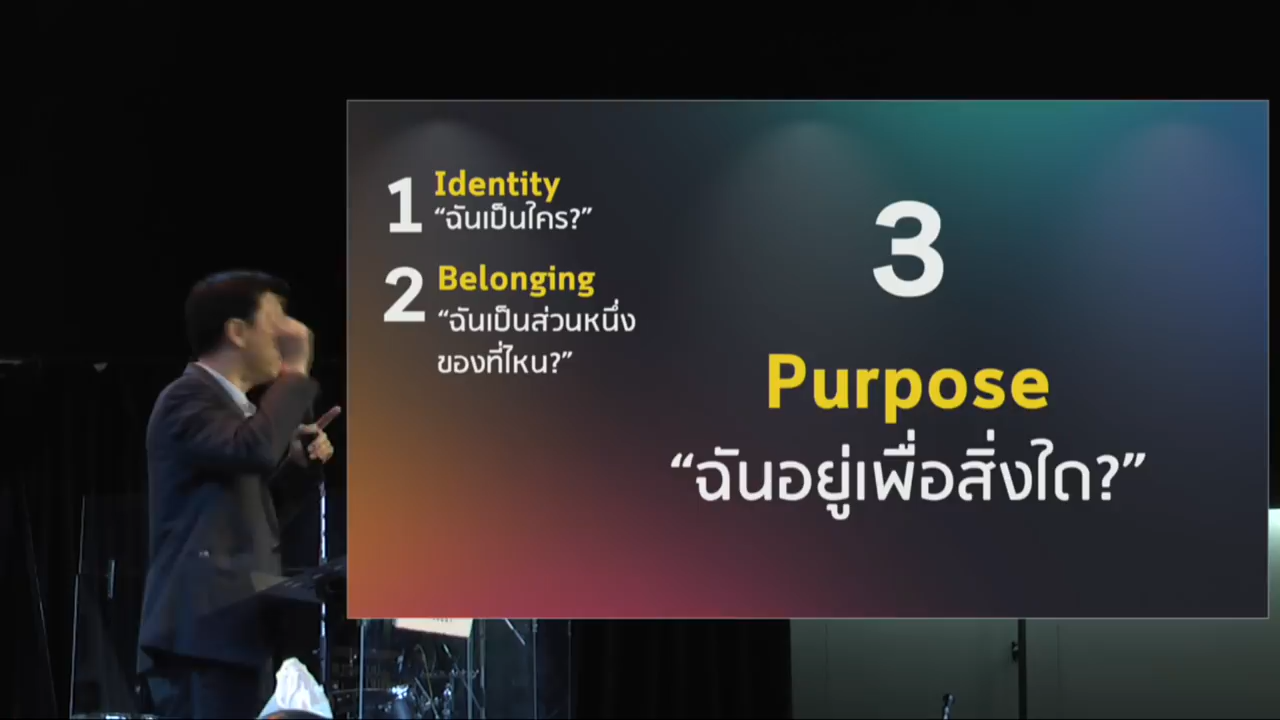 1
Identity
“ฉันเป็นใคร?”
2
Belonging
“ฉันเป็นส่วนหนึ่ง
ของที่ไหน?”
3
Purpose
“ฉันอยู่เพื่อสิ่งใด?”